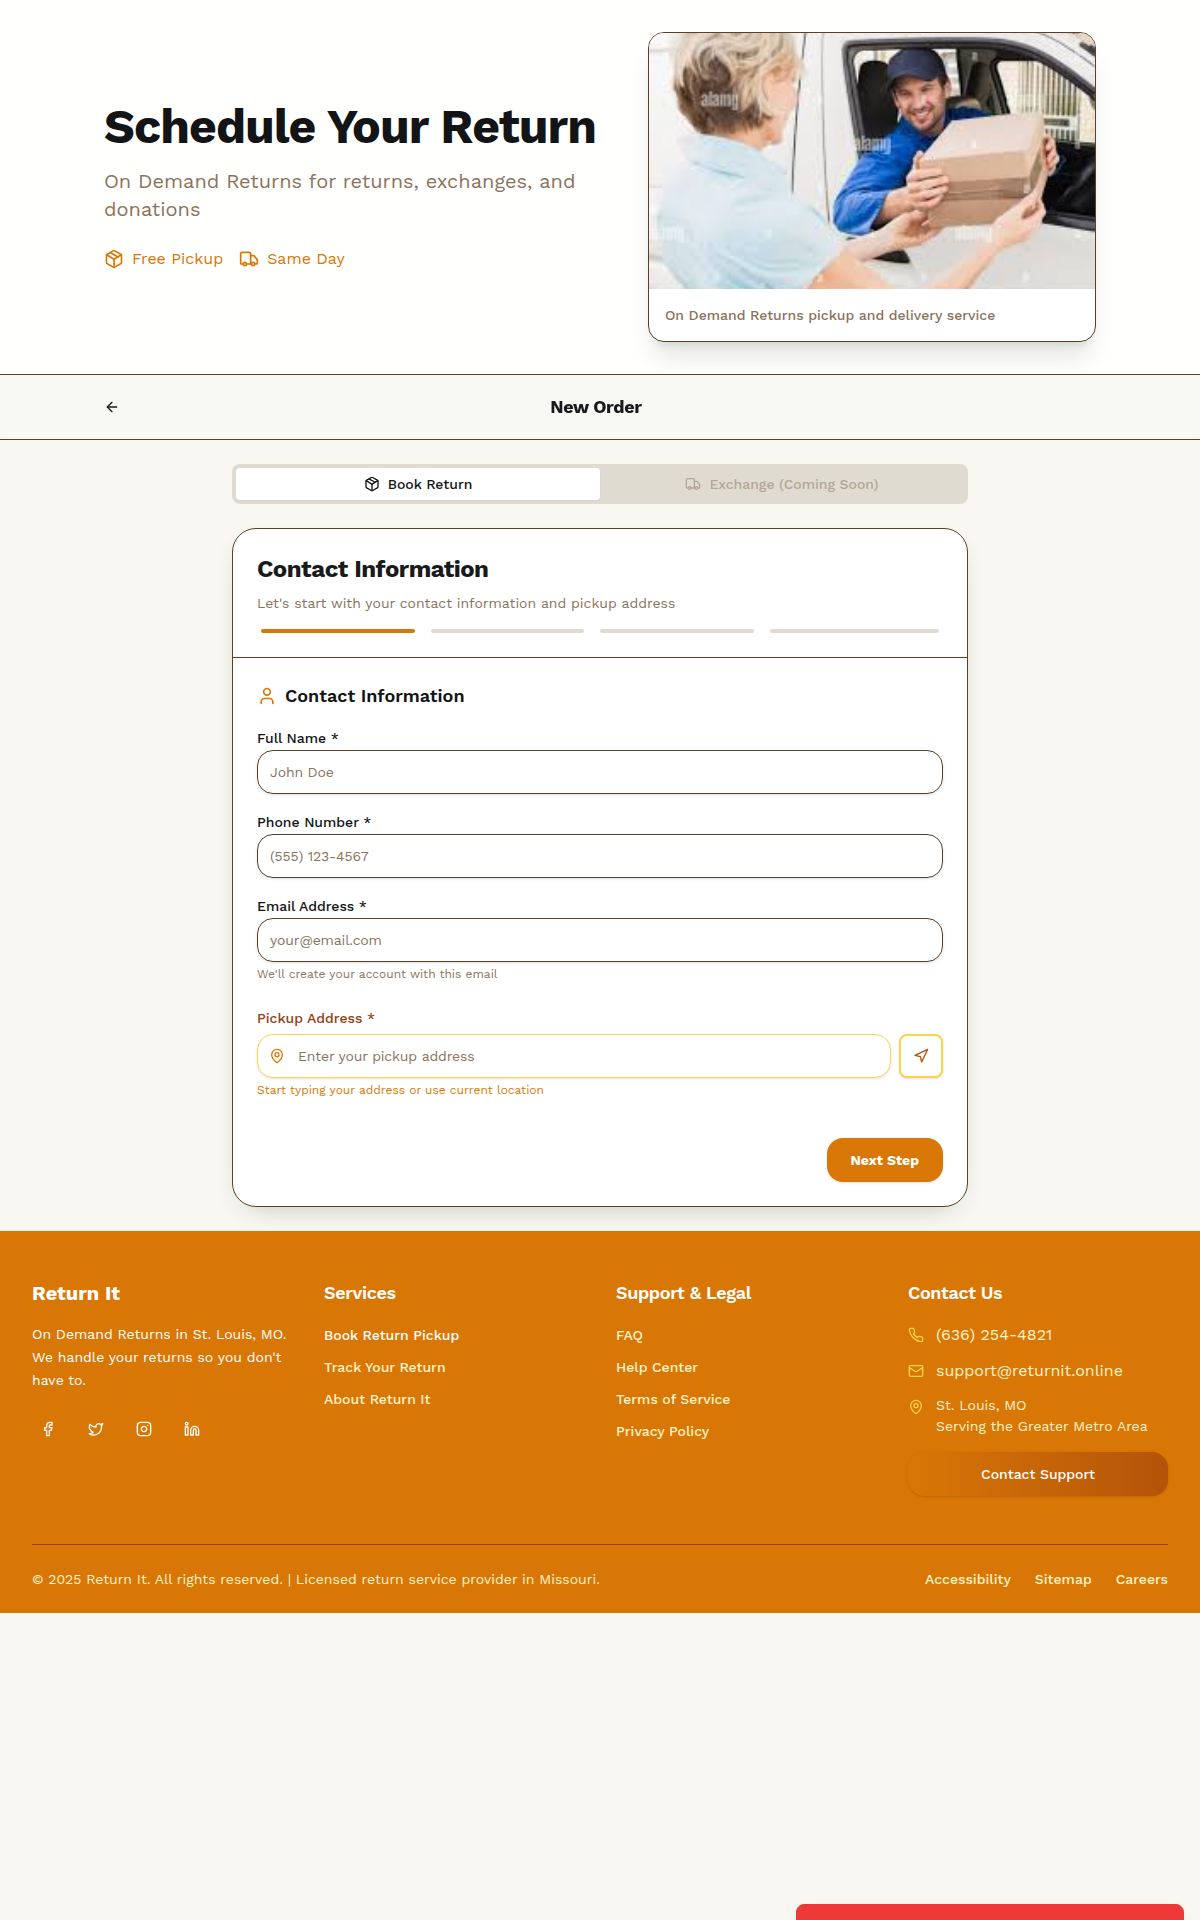 Schedule Your Return
On Demand Returns for returns, exchanges, and
donations
Free Pickup
Same Day
alamy
alamy
alamy
alamy
On Demand Returns pickup and delivery service
New Order
Book Return
Exchange (Coming Soon)
Contact Information
Let's start with your contact information and pickup address
Contact Information
Full Name *
John Doe
Phone Number *
(555) 123-4567
Email Address *
your@email.com
We'll create your account with this email
Pickup Address *
Enter your pickup address
Start typing your address or use current location
Next Step
Return It
On Demand Returns in St. Louis, MO.
We handle your returns so you don't
have to.
Services
Book Return Pickup
Track Your Return
About Return It
Support & Legal
FAQ
Help Center
Terms of Service
Privacy Policy
Contact Us
(636) 254-4821
support@returnit.online
St. Louis, MO
Serving the Greater Metro Area
Contact Support
© 2025 Return It. All rights reserved. | Licensed return service provider in Missouri.
Accessibility
Sitemap
Careers